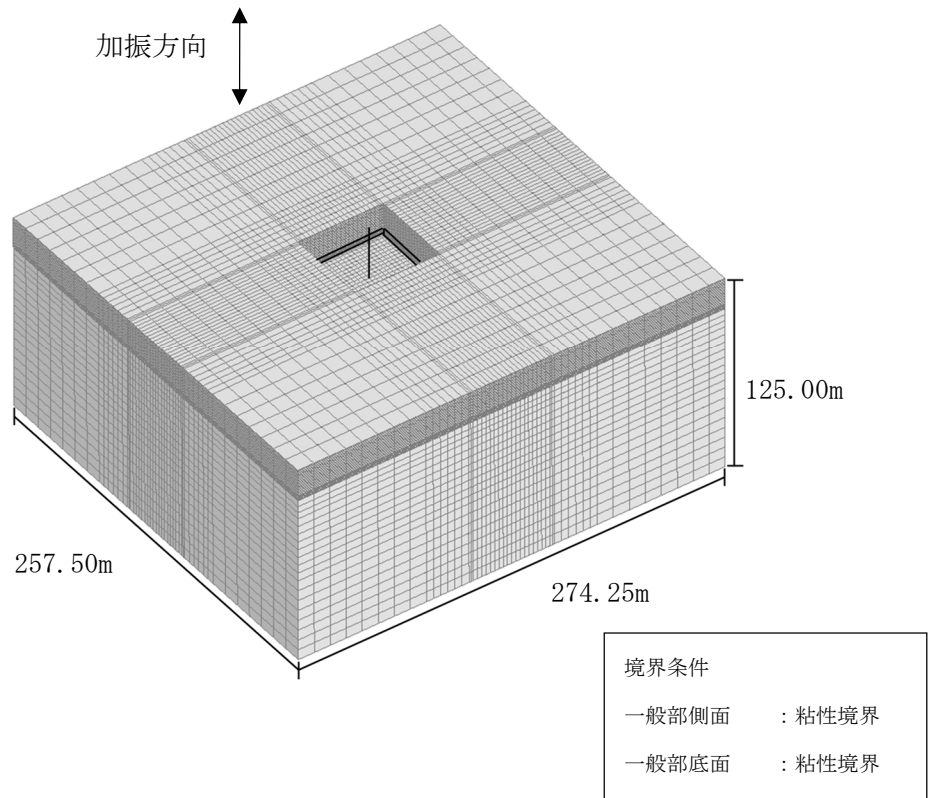 加振方向
125.00m
257.50m
274.25m
境界条件
一般部側面 :粘性境界
一般部底面 :粘性境界